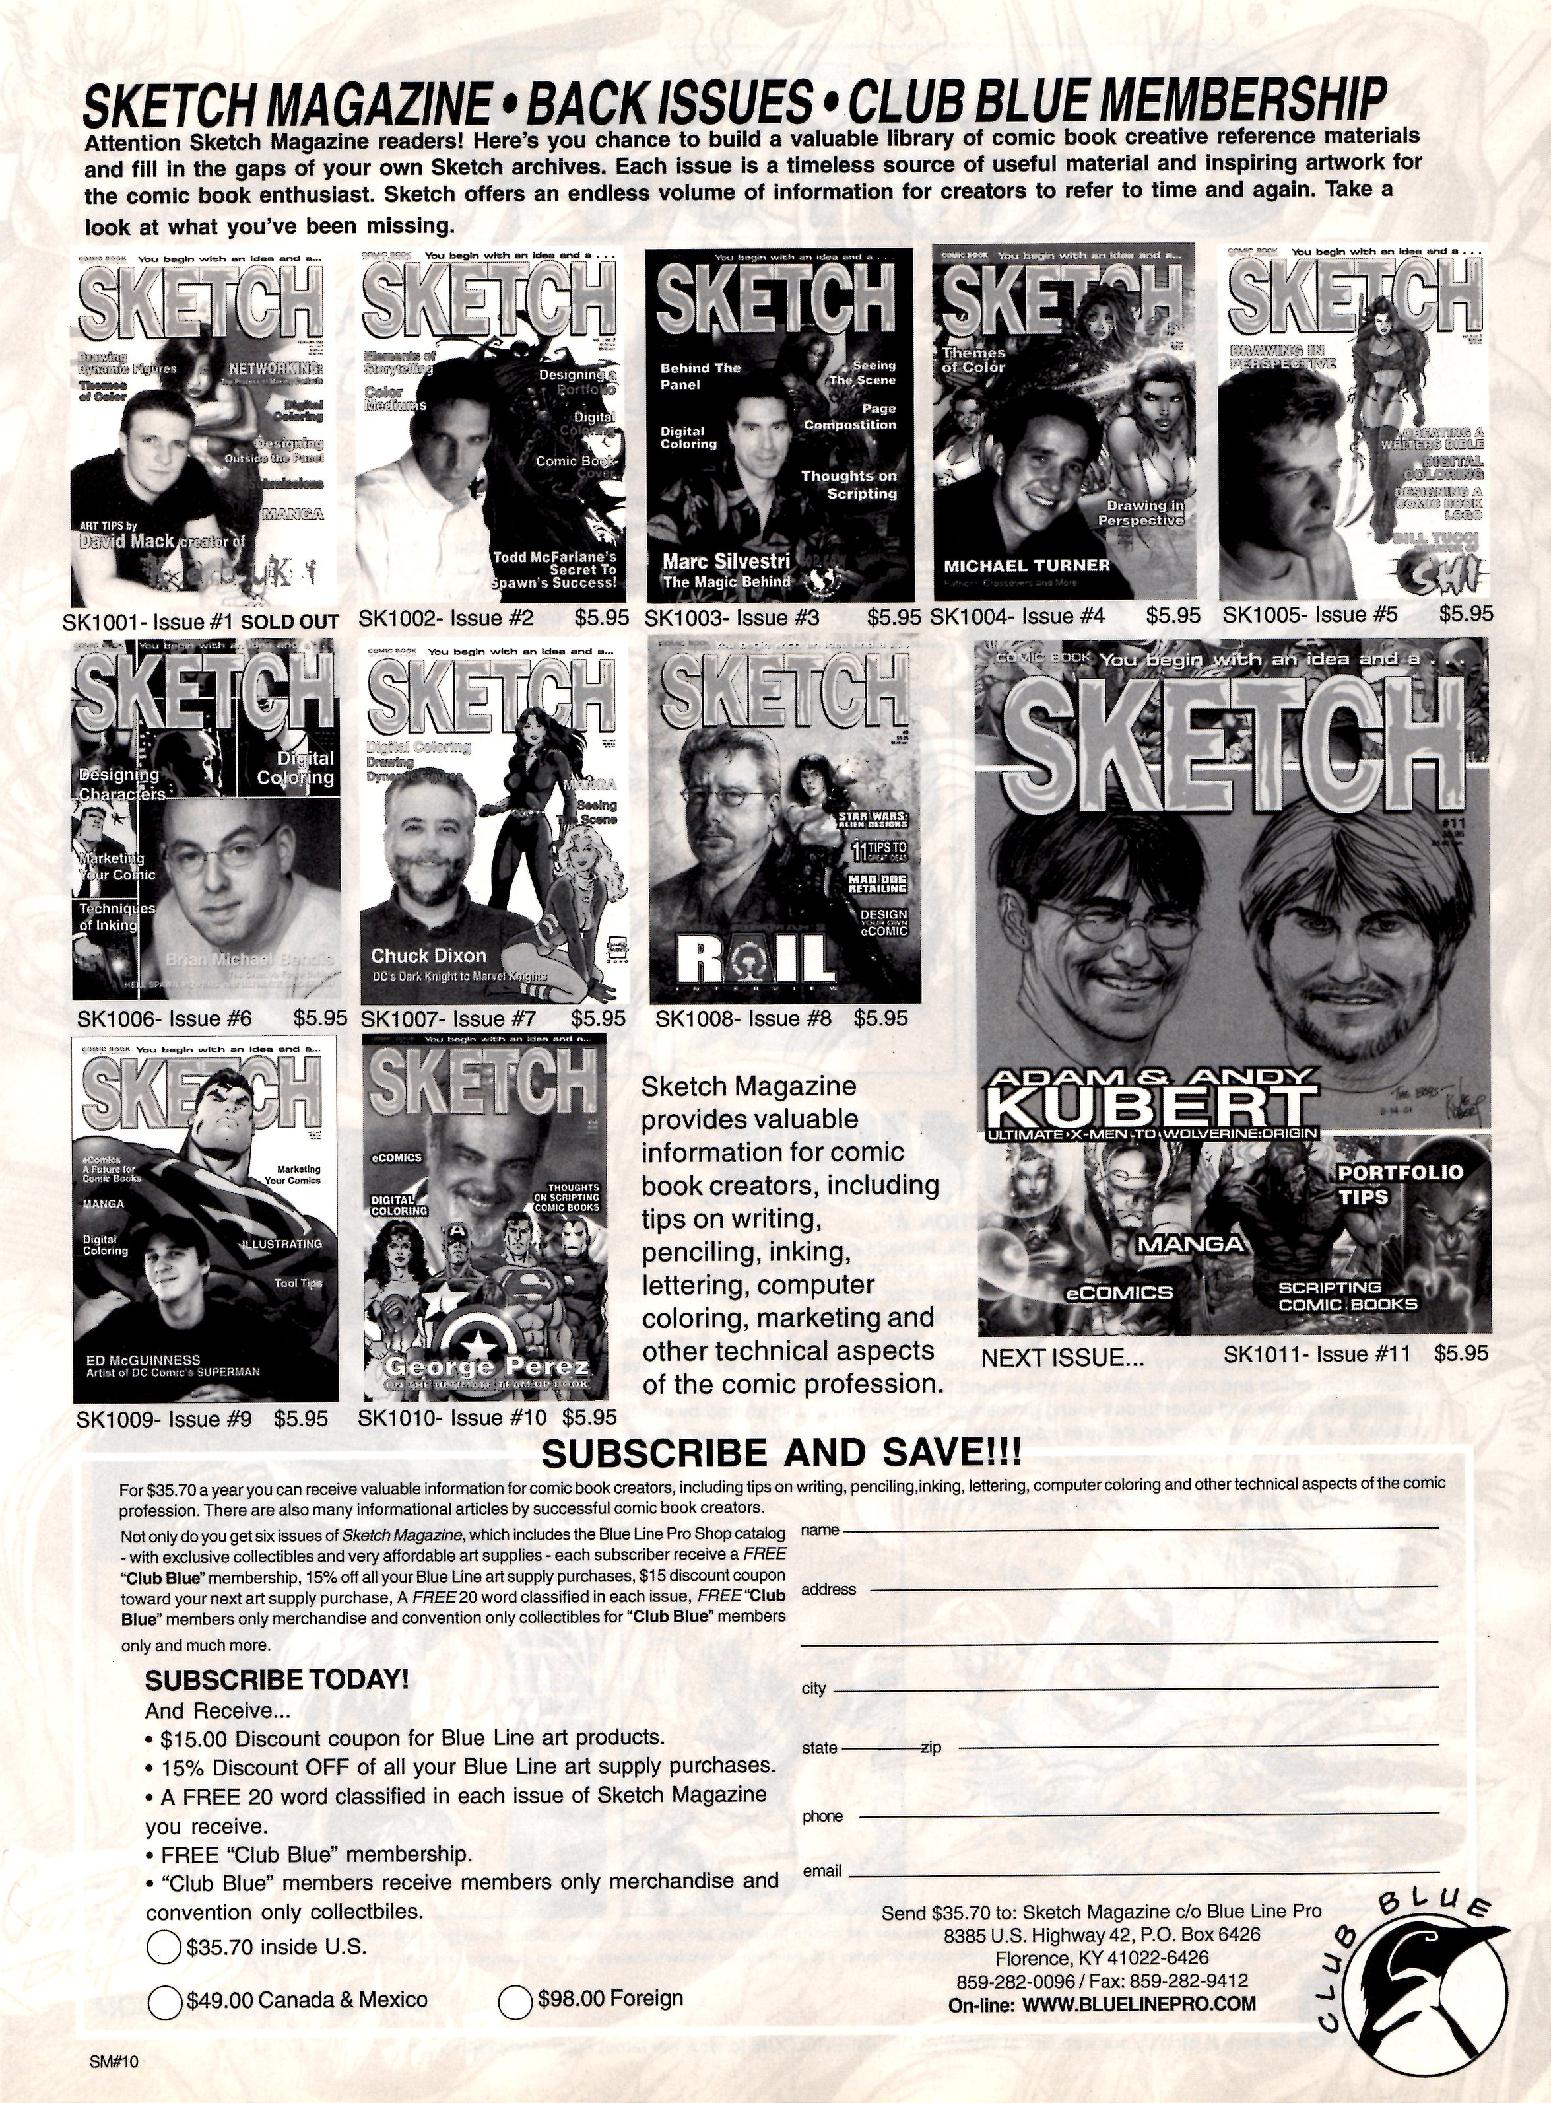 SKETCH MAGAZINE • BACK ISSUES • CLUB BLUE MEMBERSHIP
Attention Sketch Magazine readers! Here's you chance to build a valuable library of comic book creative reference materials
and fill in the gaps of your own Sketch archives. Each issue is a timeless source of useful material and inspiring artwork for
the comic book enthusiast. Sketch offers an endless volume of information for creators to refer to time and again. Take a
look at what you've been missing.
COMIC BOOK You begin with an idea and a...
SKETCH
Drawing
Dynamic Figures
NETWORKING:
Themes
of Color
Digital
Coloring
Designing
Outside the Panel
MANGA
ART TIPS by
David Mack creator of
SK1001- Issue #1 SOLD OUT
You begin with an idea and a . . .
SKETCH
Elements of
Storytelling
Color
Mediums
Designing a
Portfolio
Digital
Coloring
Comic Book
Covers
Todd McFarlane's
Secret To
Spawn's Success!
SK1002- Issue #2 $5.95
You begin with an idea and a . . .
SKETCH
Behind The
Panel
Seeing
The Scene
Digital
Coloring
Page
Compostition
Thoughts on
Scripting
Marc Silvestri
The Magic Behind
SK1003- Issue #3 $5.95
COMIC BOOK You begin with an idea and a...
SKETCH
Themes
of Color
Drawing in
Perspective
MICHAEL TURNER
SK1004- Issue #4 $5.95
COMIC BOOK You begin with an idea and a . . .
SKETCH
DRAWING IN
PERSPECTIVE
CREATING A
WRITERS BIBLE
DIGITAL
COLORING
DESIGNING A
COMIC BOOK
LOGO
BILL TUCCI
SHI
SK1005- Issue #5 $5.95
You begin with an idea and a
SKETCH
Digital
Coloring
Designing
Characters
Marketing
Your Comic
Techniques
of Inking
Brian Michael Bendis
SK1006- Issue #6 $5.95
COMIC BOOK You begin with an idea and a...
SKETCH
Digital Coloring
Drawing
Dynamic Figures
MANGA
Seeing
The Scene
Chuck Dixon
DC's Dark Knight to Marvel Knights
SK1007- Issue #7 $5.95
SKETCH
STAR WARS:
ALIEN DESIGNS
11 TIPS TO
GREAT IDEAS
MAD DOG
RETAILING
DESIGN
YOUR OWN
eCOMIC
RAIL
INTERVIEW
SK1008- Issue #8 $5.95
COMIC BOOK You begin with an idea and a . . .
SKETCH
#11
ADAM & ANDY
KUBERT
ULTIMATE•X-MEN•TO•WOLVERINE:ORIGIN
PORTFOLIO
TIPS
MANGA
eCOMICS
SCRIPTING
COMIC BOOKS
NEXT ISSUE... SK1011- Issue #11 $5.95
COMIC BOOK You begin with an idea and a...
SKETCH
eComics
A Future for
Comic Books
Marketing
Your Comics
MANGA
Digital
Coloring
ILLUSTRATING
Tool Tips
ED McGUINNESS
Artist of DC Comic's SUPERMAN
SK1009- Issue #9 $5.95
You begin with an idea and a...
SKETCH
eCOMICS
DIGITAL
COLORING
THOUGHTS
ON SCRIPTING
COMIC BOOKS
George Perez
SK1010- Issue #10 $5.95
Sketch Magazine
provides valuable
information for comic
book creators, including
tips on writing,
penciling, inking,
lettering, computer
coloring, marketing and
other technical aspects
of the comic profession.
SUBSCRIBE AND SAVE!!!
For $35.70 a year you can receive valuable information for comic book creators, including tips on writing, penciling,inking, lettering, computer coloring and other technical aspects of the comic
profession. There are also many informational articles by successful comic book creators.
Not only do you get six issues of Sketch Magazine, which includes the Blue Line Pro Shop catalog
- with exclusive collectibles and very affordable art supplies - each subscriber receive a FREE
"Club Blue" membership, 15% off all your Blue Line art supply purchases, $15 discount coupon
toward your next art supply purchase, A FREE 20 word classified in each issue, FREE "Club
Blue" members only merchandise and convention only collectibles for "Club Blue" members
only and much more.
SUBSCRIBE TODAY!
And Receive...
• $15.00 Discount coupon for Blue Line art products.
• 15% Discount OFF of all your Blue Line art supply purchases.
• A FREE 20 word classified in each issue of Sketch Magazine
you receive.
• FREE "Club Blue" membership.
• "Club Blue" members receive members only merchandise and
convention only collectbiles.
$35.70 inside U.S.
$49.00 Canada & Mexico $98.00 Foreign
name
address
city
state zip
phone
email
Send $35.70 to: Sketch Magazine c/o Blue Line Pro
8385 U.S. Highway 42, P.O. Box 6426
Florence, KY 41022-6426
859-282-0096 / Fax: 859-282-9412
On-line: WWW.BLUELINEPRO.COM
CLUB BLUE
SM#10